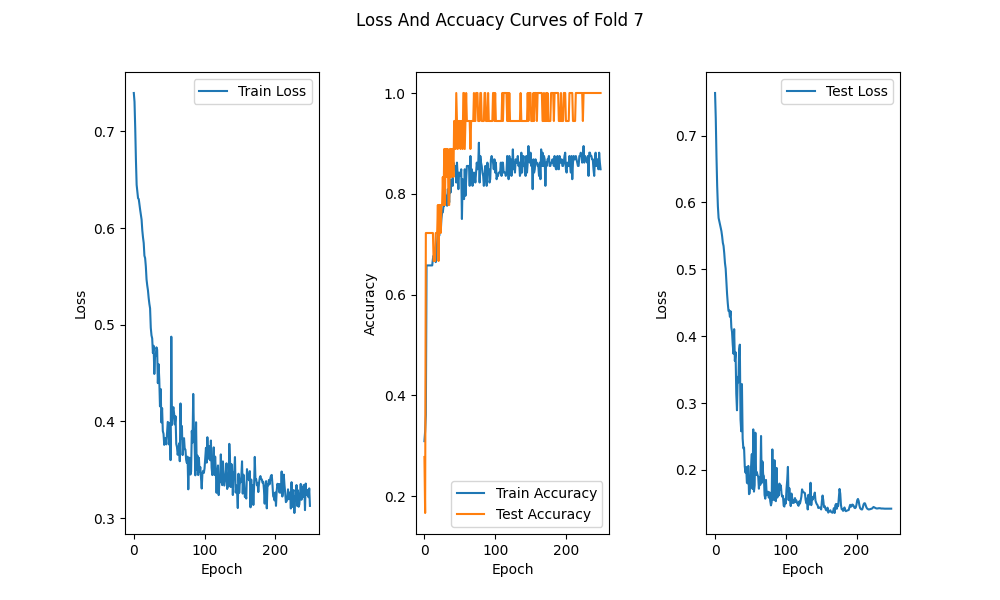 Loss And Accuacy Curves of Fold 7
Train Loss
0.7
0.6
0.5
0.4
0.3
Loss
0
100
200
Epoch
1.0
0.8
0.6
0.4
0.2
Accuracy
Train Accuracy
Test Accuracy
0
100
200
Epoch
Test Loss
0.7
0.6
0.5
0.4
0.3
0.2
Loss
0
100
200
Epoch